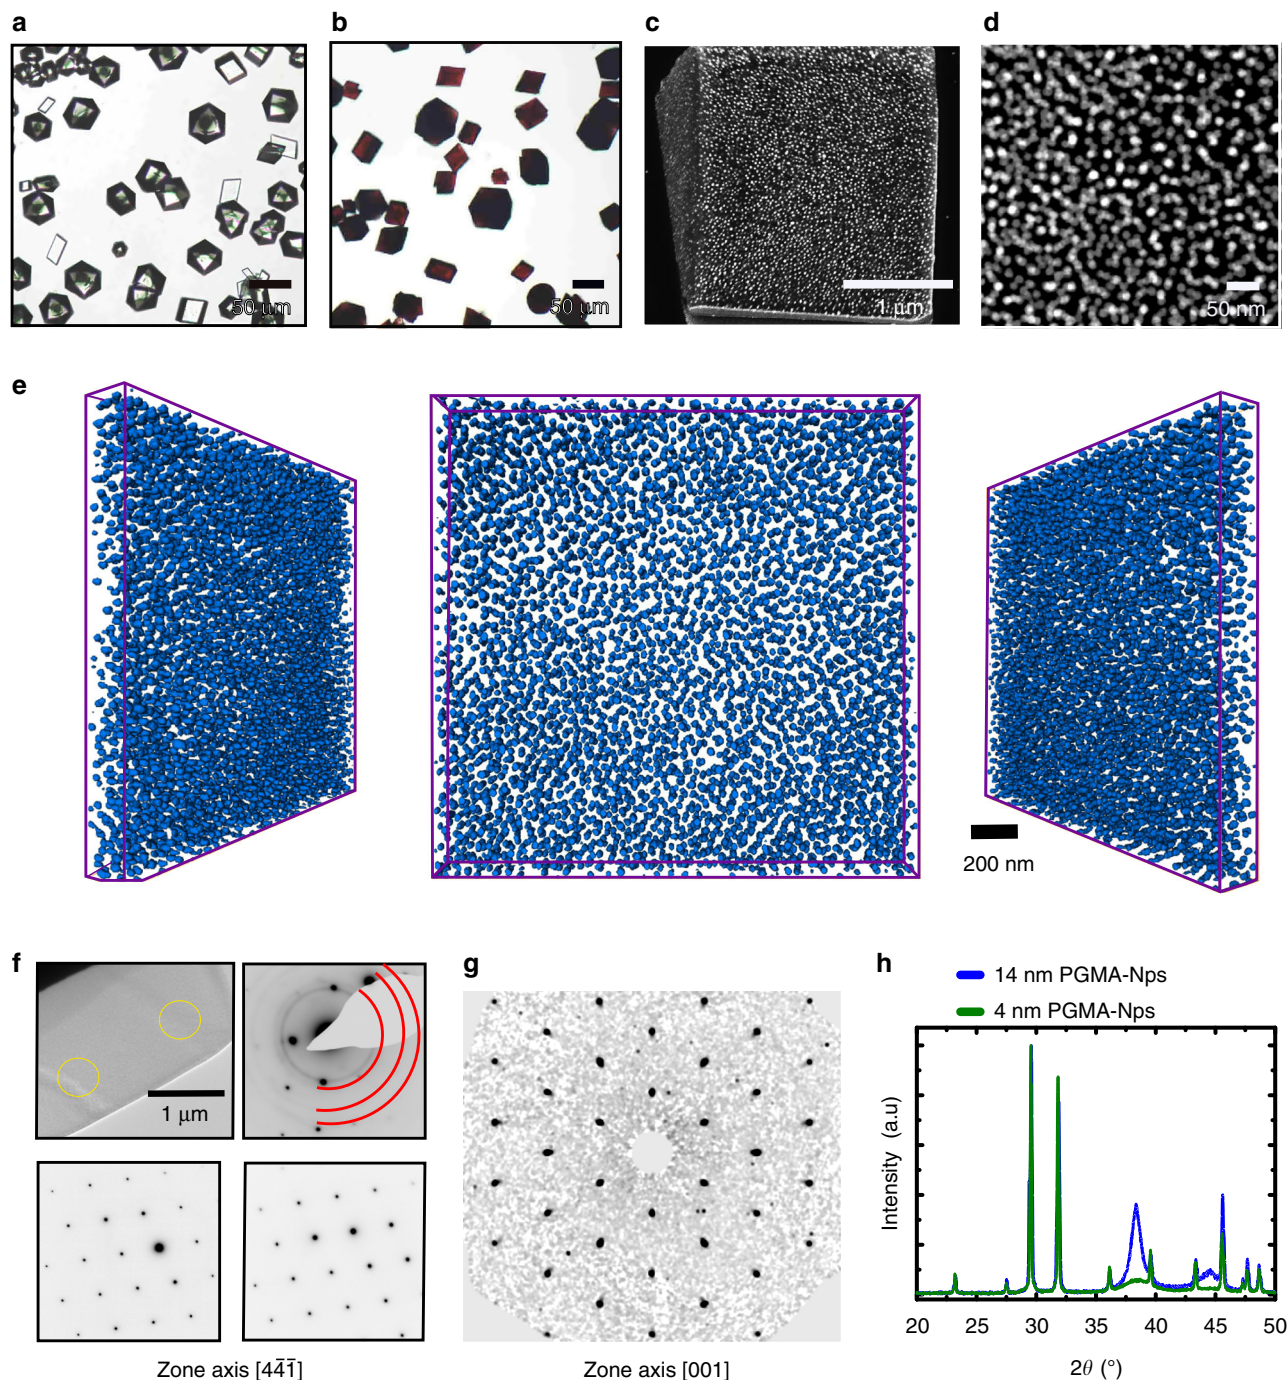 a
b
c
d
50 μm
50 μm
1 μm
50 nm
e
200 nm
f
g
h
14 nm PGMA-Nps
4 nm PGMA-Nps
1 μm
Intensity (a.u)
20 25 30 35 40 45 50
2θ (°)
Zone axis [44̅1̅]
Zone axis [001]